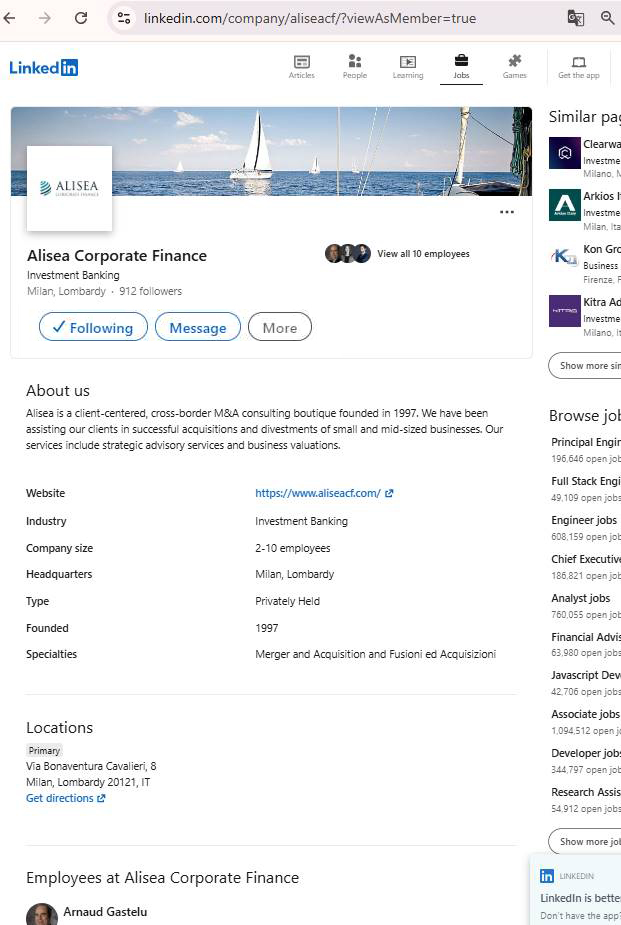 linkedin.com/company/aliseacf/?viewAsMember=true
LinkedIn
Articles
People
Learning
Jobs
Games
Get the app
ALISEA
CORPORATE FINANCE
Alisea Corporate Finance
Investment Banking
Milan, Lombardy · 912 followers
View all 10 employees
Following
Message
More
About us
Alisea is a client-centered, cross-border M&A consulting boutique founded in 1997. We have been
assisting our clients in successful acquisitions and divestments of small and mid-sized businesses. Our
services include strategic advisory services and business valuations.
Website https://www.aliseacf.com/
Industry Investment Banking
Company size 2-10 employees
Headquarters Milan, Lombardy
Type Privately Held
Founded 1997
Specialties Merger and Acquisition and Fusioni ed Acquisizioni
Locations
Primary
Via Bonaventura Cavalieri, 8
Milan, Lombardy 20121, IT
Get directions
Employees at Alisea Corporate Finance
Arnaud Gastelu
Similar pag
Clearwa
Investme
Milano, M
Arkios It
Investme
Milan, Ita
Kon Gro
Business
Firenze, F
KITRA
Kitra Ad
Investme
Milano, It
Show more sim
Browse job
Principal Engin
196,646 open job
Full Stack Engi
49,109 open jobs
Engineer jobs
608,159 open job
Chief Executive
186,821 open job
Analyst jobs
760,055 open job
Financial Advis
63,980 open jobs
Javascript Dev
42,706 open jobs
Associate jobs
1,094,512 open jo
Developer jobs
344,797 open job
Research Assis
54,912 open jobs
Show more job
in LINKEDIN
LinkedIn is bette
Don't have the app?